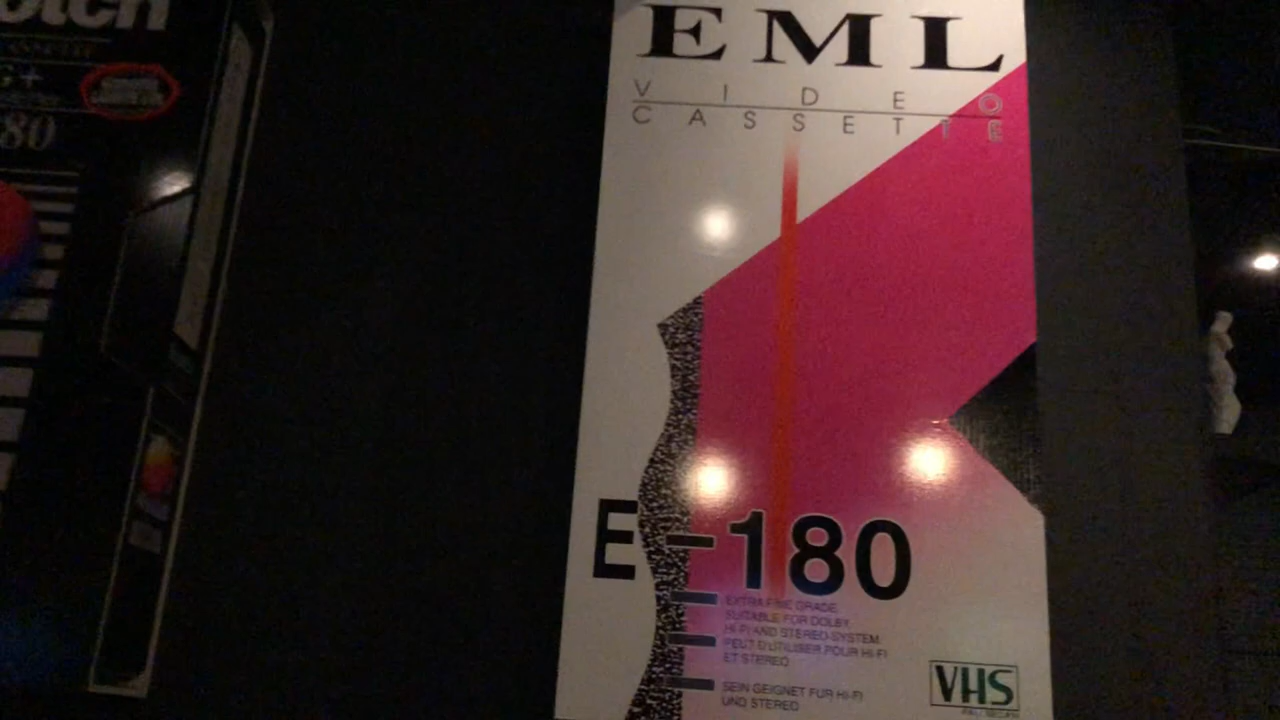 EML
VIDEO
CASSETTE
E-180
EXTRA FINE GRADE
SUITABLE FOR DOLBY
HI-FI AND STEREO-SYSTEM.
PEUT D'UTILISER POUR HI-FI
ET STEREO
SEIN GEIGNET FUR HI-FI
UND STEREO
VHS
G+
80